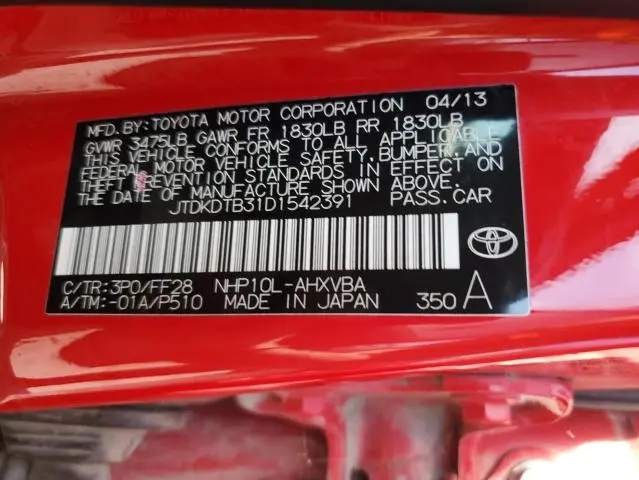 MFD. BY: TOYOTA MOTOR CORPORATION 04/13
GVWR 3475LB GAWR FR 1830LB RR 1830LB
THIS VEHICLE CONFORMS TO ALL APPLICABLE
FEDERAL MOTOR VEHICLE SAFETY, BUMPER, AND
THEFT PREVENTION STANDARDS IN EFFECT ON
THE DATE OF MANUFACTURE SHOWN ABOVE.
JTDKDTB31D1542391 PASS. CAR
TOYOTA
C/TR: 3P0/FF28 NHP10L-AHXVBA
A/TM: -01A/P510 MADE IN JAPAN 350 A